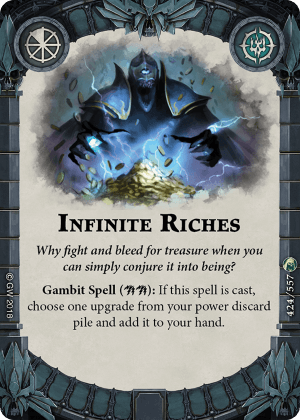 INFINITE RICHES
Why fight and bleed for treasure when you
can simply conjure it into being?
Gambit Spell (): If this spell is cast,
choose one upgrade from your power discard
pile and add it to your hand.
© GW 2018
424/557